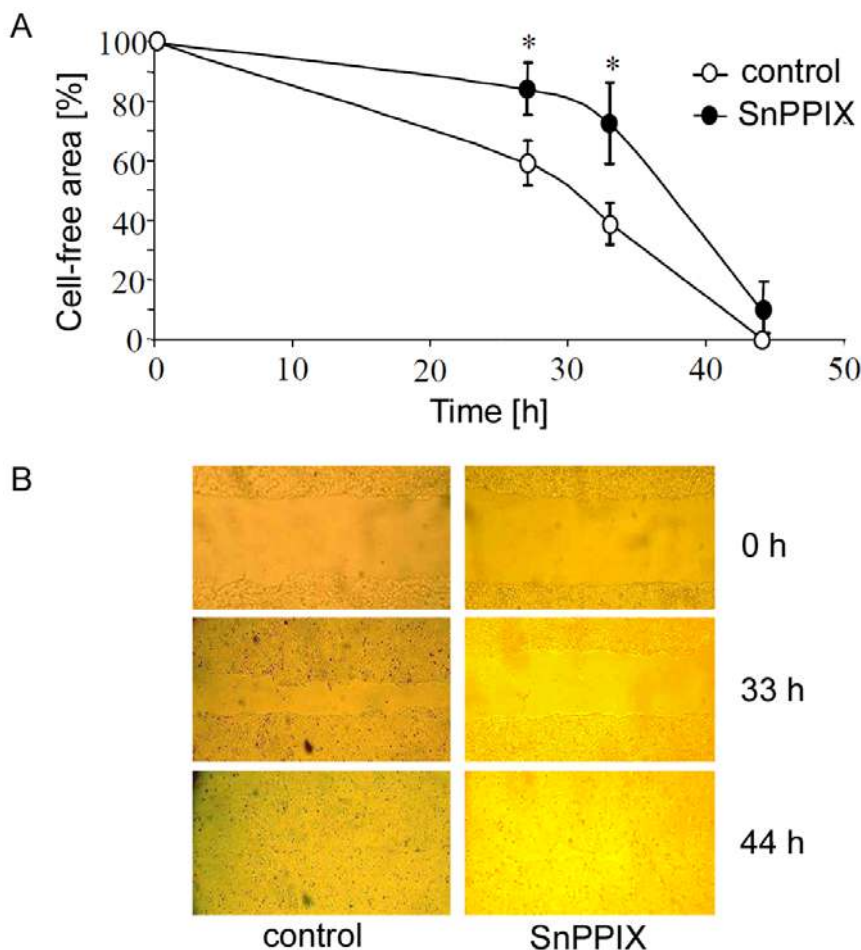 A
Cell-free area [%]
100
80
60
40
20
0
*
*
control
SnPPIX
0
10
20
30
40
50
Time [h]
B
0 h
33 h
44 h
control
SnPPIX